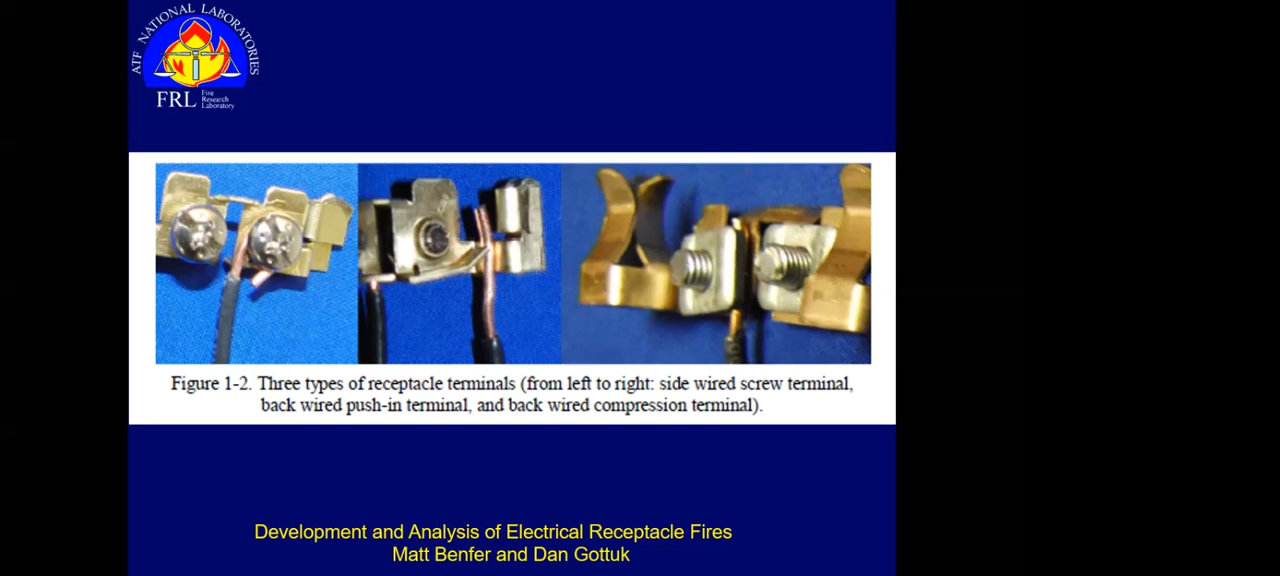 ATF NATIONAL LABORATORIES
FRL
Fire
Research
Laboratory
Figure 1-2. Three types of receptacle terminals (from left to right: side wired screw terminal,
back wired push-in terminal, and back wired compression terminal).
Development and Analysis of Electrical Receptacle Fires
Matt Benfer and Dan Gottuk